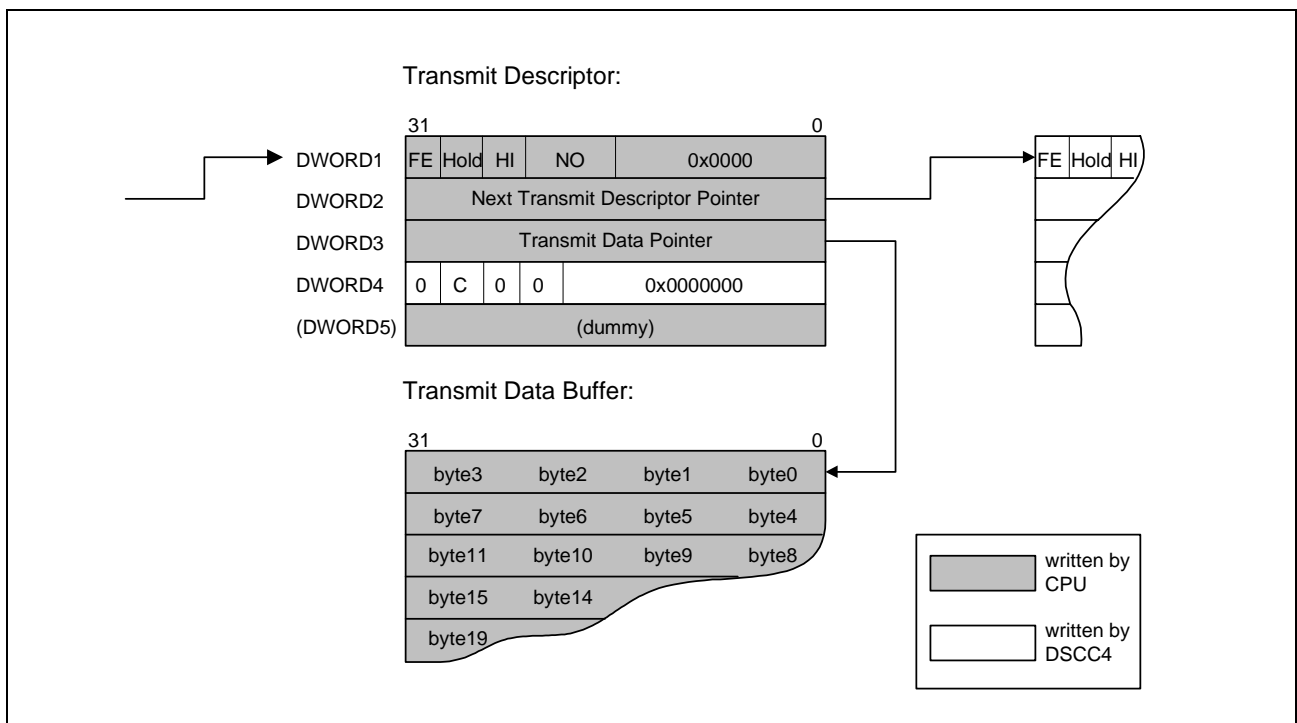 Transmit Descriptor:
31 0
DWORD1 FE Hold HI NO 0x0000 FE Hold HI
DWORD2 Next Transmit Descriptor Pointer
DWORD3 Transmit Data Pointer
DWORD4 0 C 0 0 0x0000000
(DWORD5) (dummy)
Transmit Data Buffer:
31 0
byte3 byte2 byte1 byte0
byte7 byte6 byte5 byte4
byte11 byte10 byte9 byte8
byte15 byte14
byte19
written by
CPU
written by
DSCC4